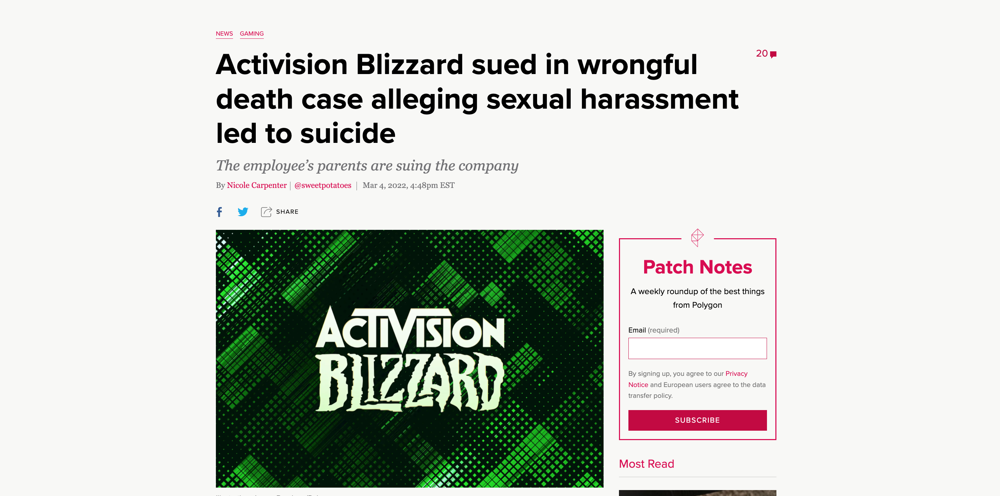 NEWS GAMING
Activision Blizzard sued in wrongful
death case alleging sexual harassment
led to suicide
20
The employee’s parents are suing the company
By Nicole Carpenter | @sweetpotatoes | Mar 4, 2022, 4:48pm EST
SHARE
ACTIVISION
BLIZZARD
Patch Notes
A weekly roundup of the best things
from Polygon
Email (required)
By signing up, you agree to our Privacy
Notice and European users agree to the data
transfer policy.
SUBSCRIBE
Most Read